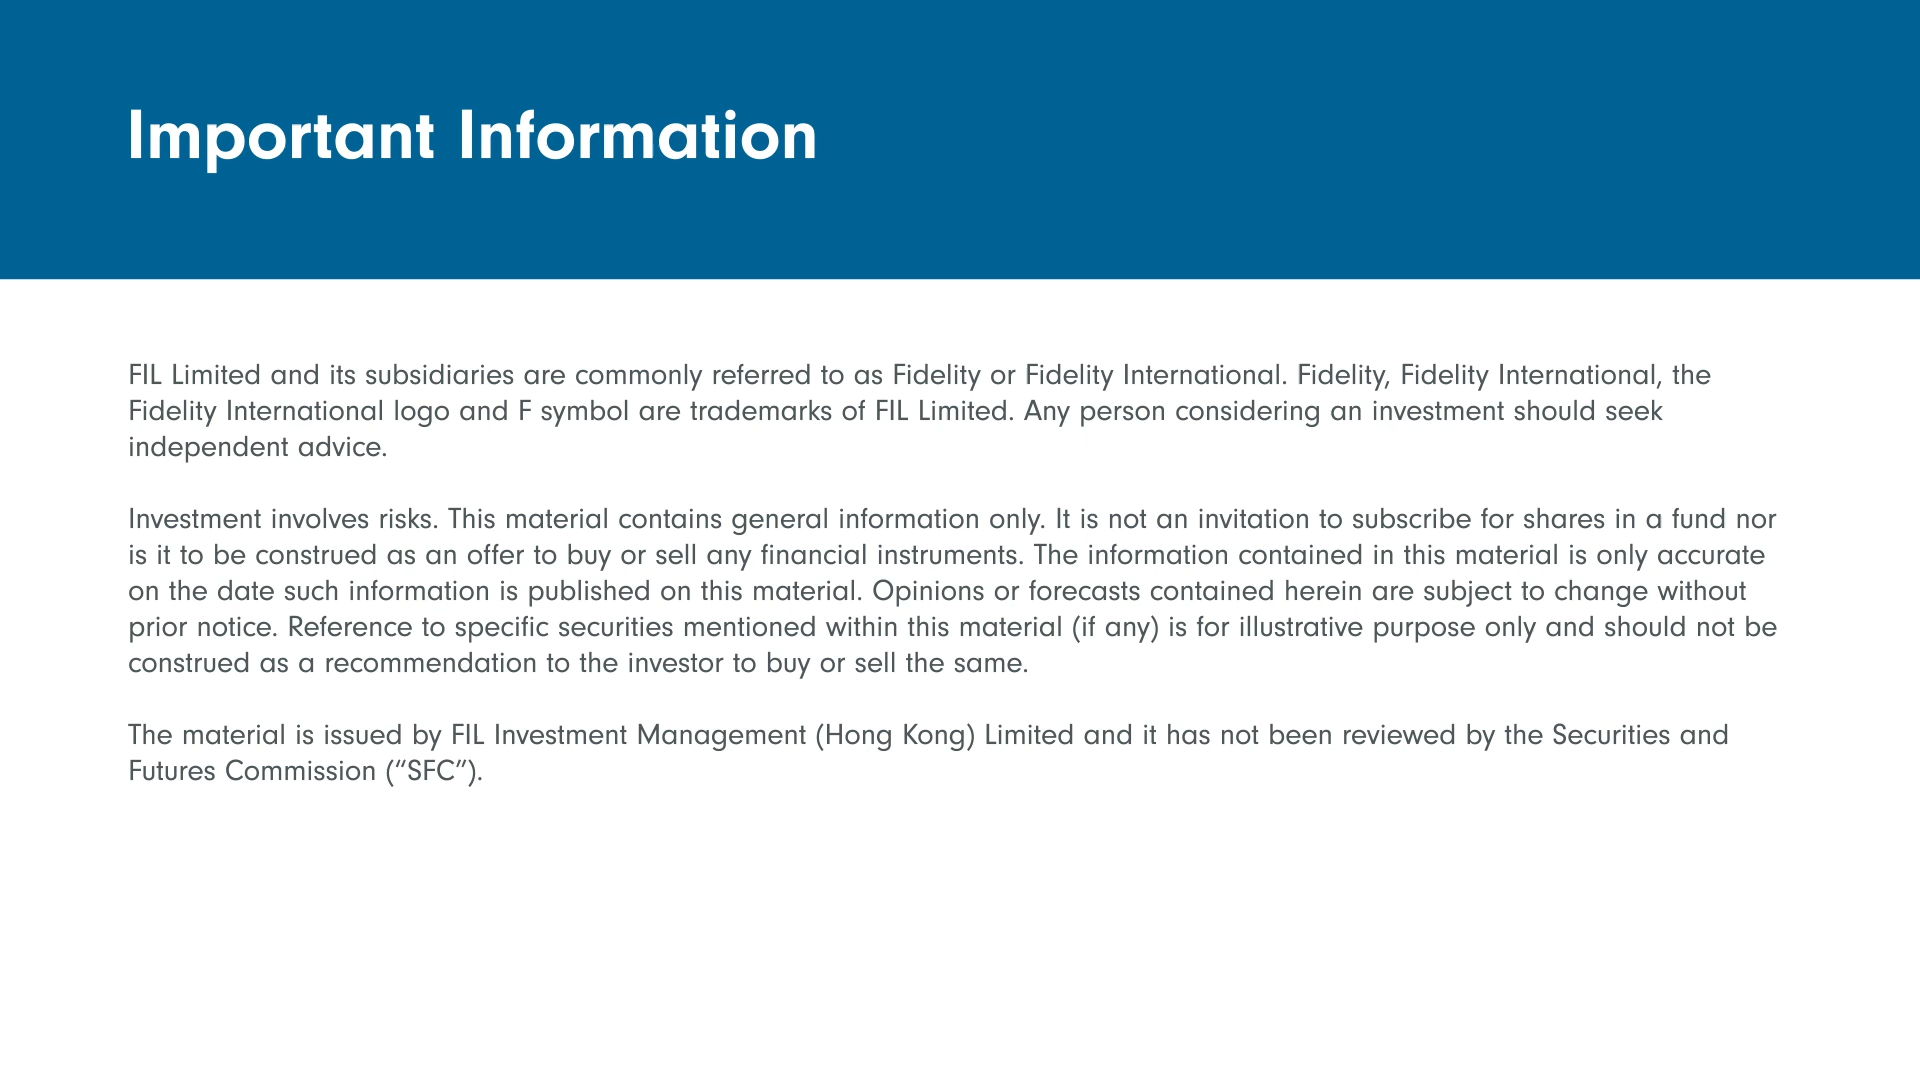 Important Information
FIL Limited and its subsidiaries are commonly referred to as Fidelity or Fidelity International. Fidelity, Fidelity International, the
Fidelity International logo and F symbol are trademarks of FIL Limited. Any person considering an investment should seek
independent advice.
Investment involves risks. This material contains general information only. It is not an invitation to subscribe for shares in a fund nor
is it to be construed as an offer to buy or sell any financial instruments. The information contained in this material is only accurate
on the date such information is published on this material. Opinions or forecasts contained herein are subject to change without
prior notice. Reference to specific securities mentioned within this material (if any) is for illustrative purpose only and should not be
construed as a recommendation to the investor to buy or sell the same.
The material is issued by FIL Investment Management (Hong Kong) Limited and it has not been reviewed by the Securities and
Futures Commission (“SFC”).